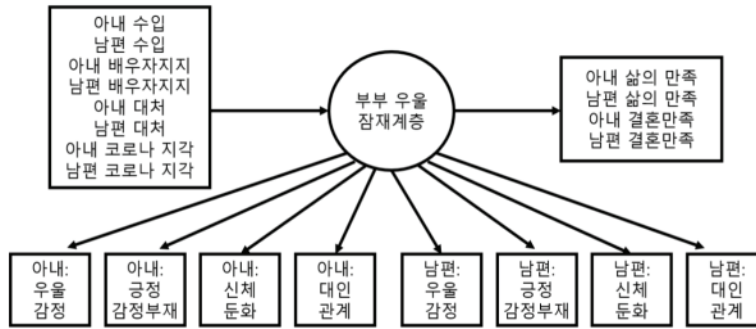 아내 수입
남편 수입
아내 배우자지지
남편 배우자지지
아내 대처
남편 대처
아내 코로나 지각
남편 코로나 지각
부부 우울
잠재계층
아내 삶의 만족
남편 삶의 만족
아내 결혼만족
남편 결혼만족
아내:
우울
감정
아내:
긍정
감정부재
아내:
신체
둔화
아내:
대인
관계
남편:
우울
감정
남편:
긍정
감정부재
남편:
신체
둔화
남편:
대인
관계